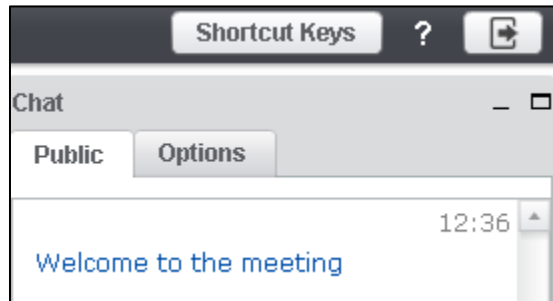 Shortcut Keys ?
Chat
Public Options
12:36
Welcome to the meeting